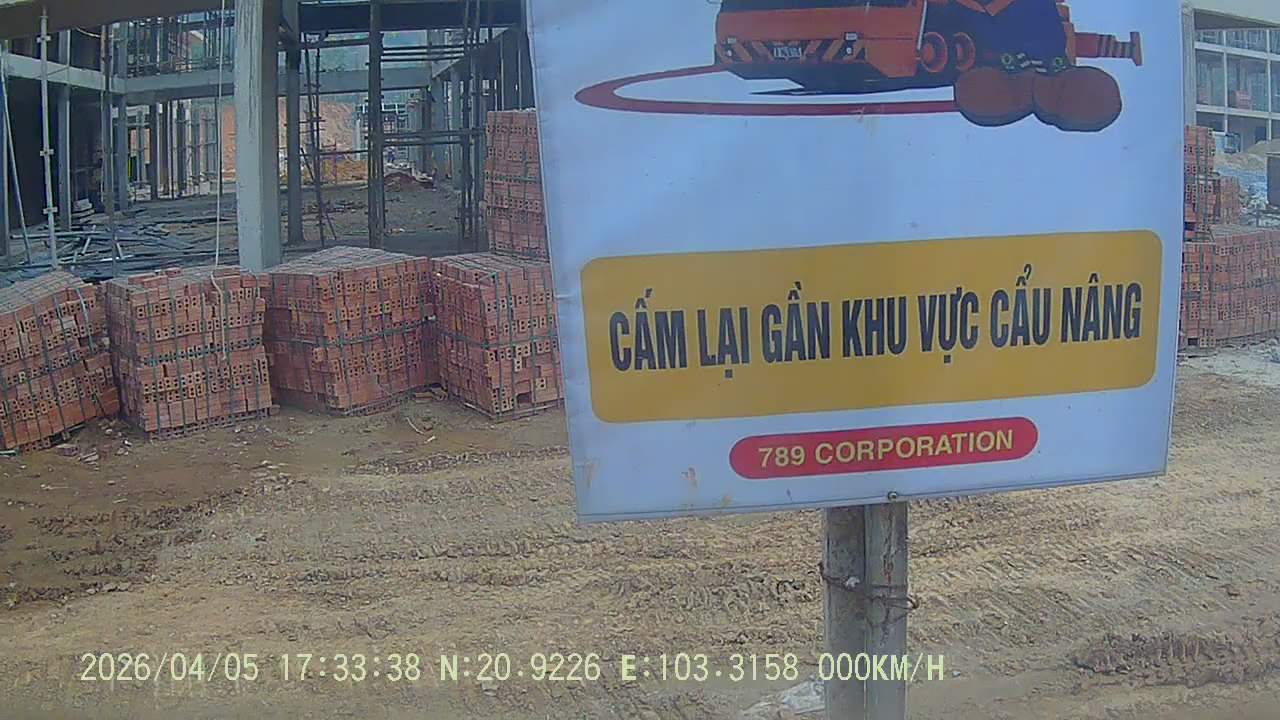 CẤM LẠI GẦN KHU VỰC CẨU NÂNG
789 CORPORATION
2026/04/05 17:33:38 N:20.9226 E:103.3158 000KM/H